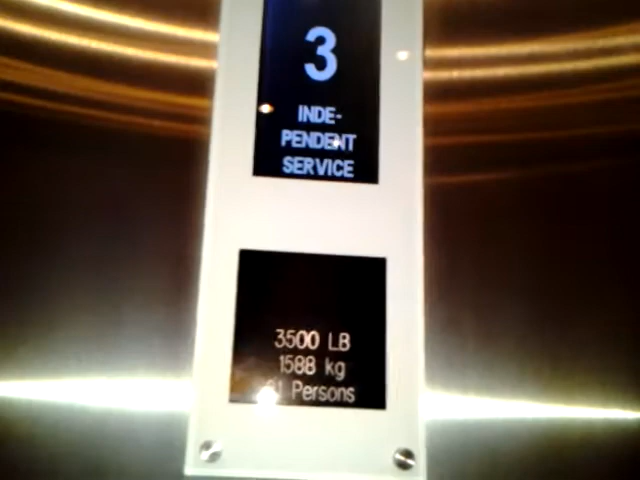 3
INDE-
PENDENT
SERVICE
3500 LB
1588 kg
Persons